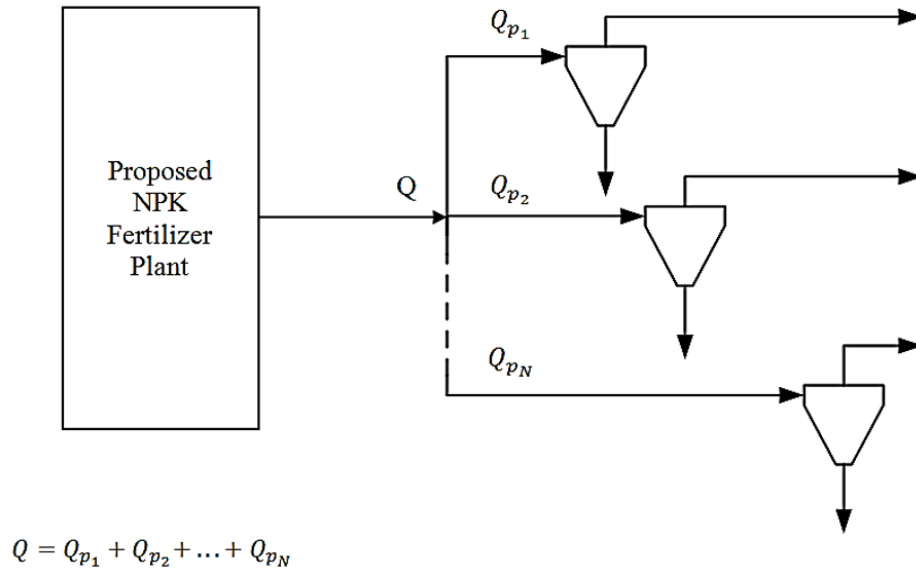 Proposed
NPK
Fertilizer
Plant
Q
Q_{p_1}
Q_{p_2}
Q_{p_N}
Q = Q_{p_1} + Q_{p_2} + ... + Q_{p_N}